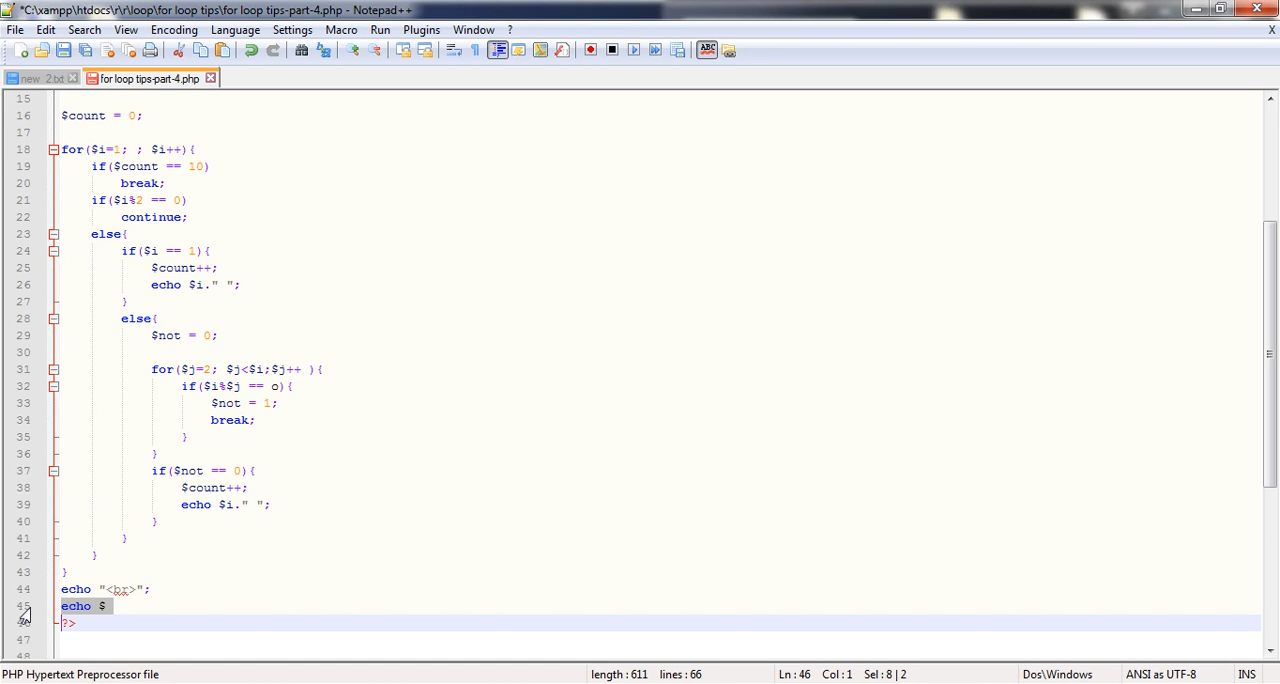 *C:\xampp\htdocs\r\r\loop\for loop tips\for loop tips-part-4.php - Notepad++
File Edit Search View Encoding Language Settings Macro Run Plugins Window ? X
new 2.txt for loop tips-part-4.php
15
16 $count = 0;
17
18 for($i=1; ; $i++){
19 if($count == 10)
20 break;
21 if($i%2 == 0)
22 continue;
23 else{
24 if($i == 1){
25 $count++;
26 echo $i." ";
27 }
28 else{
29 $not = 0;
30
31 for($j=2; $j<$i;$j++ ){
32 if($i%$j == o){
33 $not = 1;
34 break;
35 }
36 }
37 if($not == 0){
38 $count++;
39 echo $i." ";
40 }
41 }
42 }
43 }
44 echo "<br>";
45 echo $
46 ?>
47
48
PHP Hypertext Preprocessor file length : 611 lines : 66 Ln : 46 Col : 1 Sel : 8 | 2 Dos\Windows ANSI as UTF-8 INS